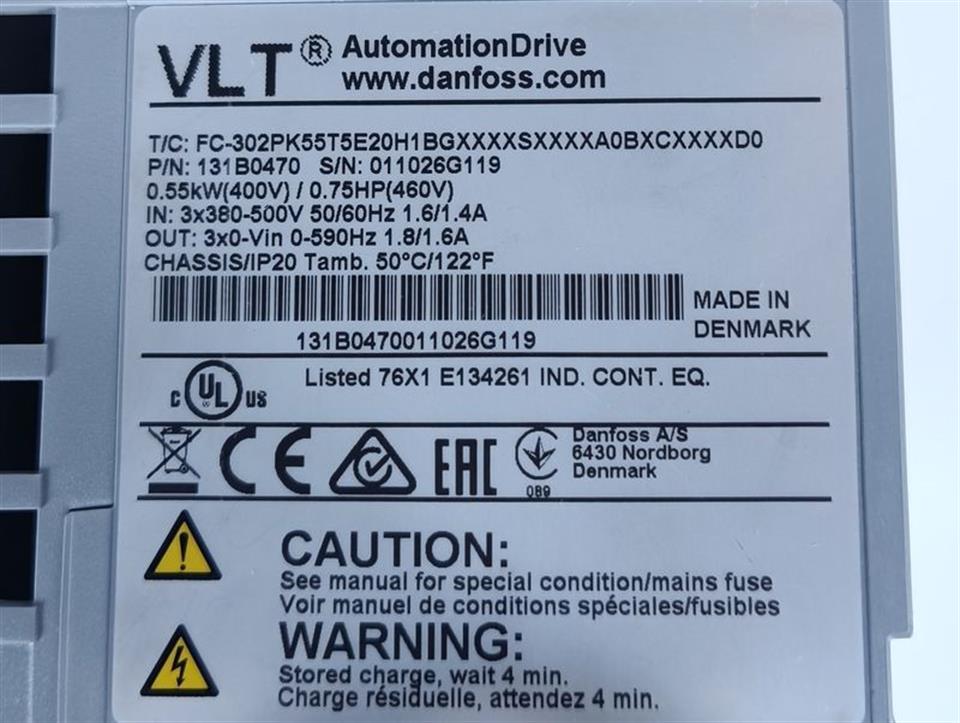 VLT® AutomationDrive
www.danfoss.com
T/C: FC-302PK55T5E20H1BGXXXXSXXXXA0BXCXXXXD0
P/N: 131B0470 S/N: 011026G119
0.55kW(400V) / 0.75HP(460V)
IN: 3x380-500V 50/60Hz 1.6/1.4A
OUT: 3x0-Vin 0-590Hz 1.8/1.6A
CHASSIS/IP20 Tamb. 50°C/122°F
MADE IN
DENMARK
131B0470011026G119
c UL US Listed 76X1 E134261 IND. CONT. EQ.
CE EAC
089
Danfoss A/S
6430 Nordborg
Denmark
CAUTION:
See manual for special condition/mains fuse
Voir manuel de conditions spéciales/fusibles
WARNING:
Stored charge, wait 4 min.
Charge résiduelle, attendez 4 min.